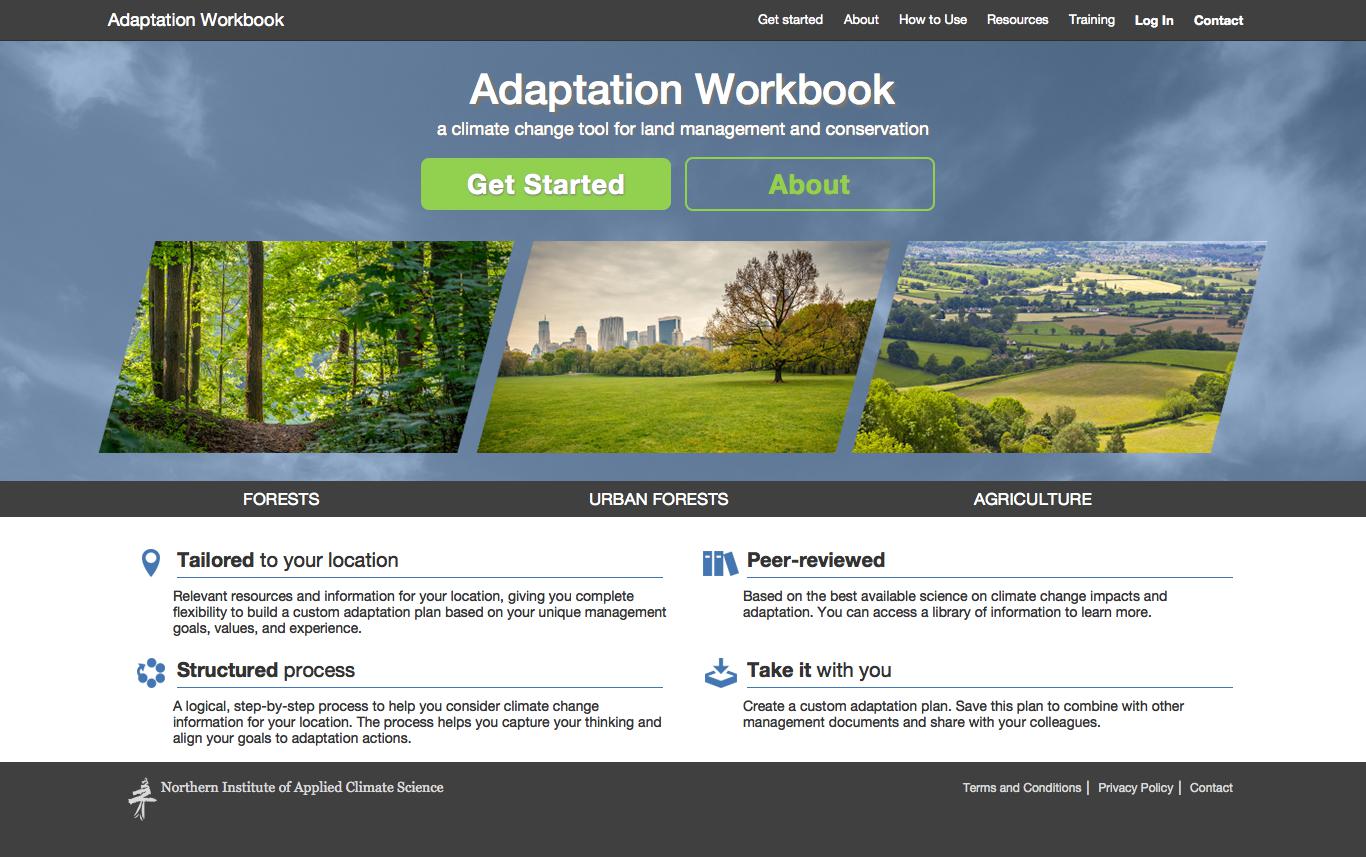 Adaptation Workbook
Get started About How to Use Resources Training Log In Contact
Adaptation Workbook
a climate change tool for land management and conservation
Get Started About
FORESTS URBAN FORESTS AGRICULTURE
Tailored to your location
Relevant resources and information for your location, giving you complete
flexibility to build a custom adaptation plan based on your unique management
goals, values, and experience.
Peer-reviewed
Based on the best available science on climate change impacts and
adaptation. You can access a library of information to learn more.
Structured process
A logical, step-by-step process to help you consider climate change
information for your location. The process helps you capture your thinking and
align your goals to adaptation actions.
Take it with you
Create a custom adaptation plan. Save this plan to combine with other
management documents and share with your colleagues.
Northern Institute of Applied Climate Science
Terms and Conditions | Privacy Policy | Contact